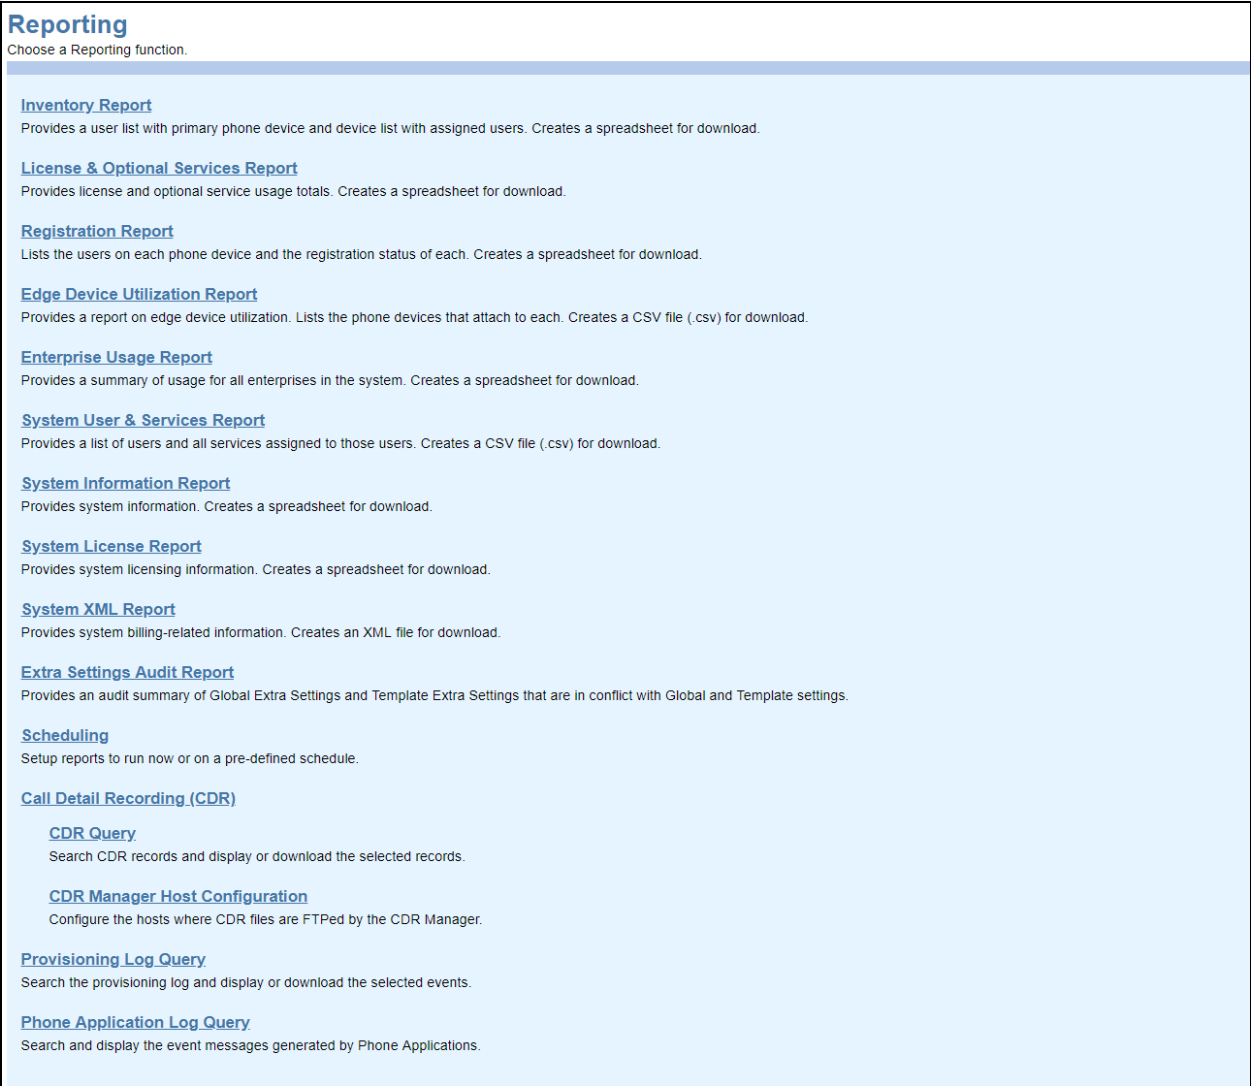 Reporting
Choose a Reporting function.
Inventory Report
Provides a user list with primary phone device and device list with assigned users. Creates a spreadsheet for download.
License & Optional Services Report
Provides license and optional service usage totals. Creates a spreadsheet for download.
Registration Report
Lists the users on each phone device and the registration status of each. Creates a spreadsheet for download.
Edge Device Utilization Report
Provides a report on edge device utilization. Lists the phone devices that attach to each. Creates a CSV file (.csv) for download.
Enterprise Usage Report
Provides a summary of usage for all enterprises in the system. Creates a spreadsheet for download.
System User & Services Report
Provides a list of users and all services assigned to those users. Creates a CSV file (.csv) for download.
System Information Report
Provides system information. Creates a spreadsheet for download.
System License Report
Provides system licensing information. Creates a spreadsheet for download.
System XML Report
Provides system billing-related information. Creates an XML file for download.
Extra Settings Audit Report
Provides an audit summary of Global Extra Settings and Template Extra Settings that are in conflict with Global and Template settings.
Scheduling
Setup reports to run now or on a pre-defined schedule.
Call Detail Recording (CDR)
CDR Query
Search CDR records and display or download the selected records.
CDR Manager Host Configuration
Configure the hosts where CDR files are FTPed by the CDR Manager.
Provisioning Log Query
Search the provisioning log and display or download the selected events.
Phone Application Log Query
Search and display the event messages generated by Phone Applications.